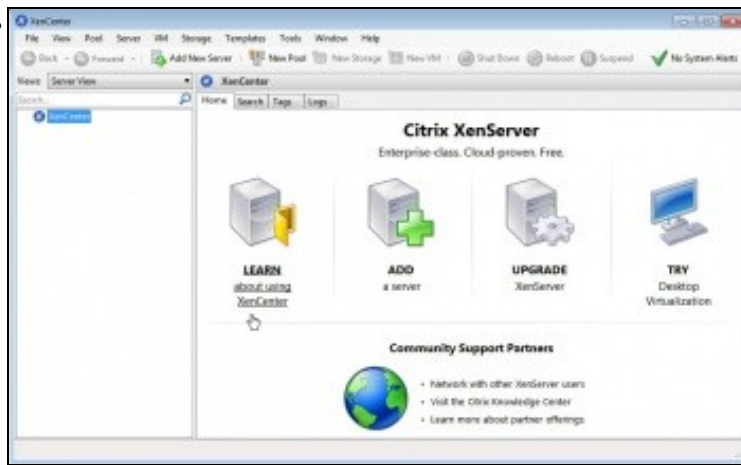 XenCenter
File View Pool Server VM Storage Templates Tools Window Help
Back Forward Add New Server New Pool New Storage New VM Shut Down Reboot Suspend No System Alerts
Views: Server View XenCenter
Search... Home Search Tags Logs
XenCenter
Citrix XenServer
Enterprise-class. Cloud-proven. Free.
LEARN ADD UPGRADE TRY
about using a server XenServer Desktop
XenCenter Virtualization
Community Support Partners
• Network with other XenServer users
• Visit the Citrix Knowledge Center
• Learn more about partner offerings